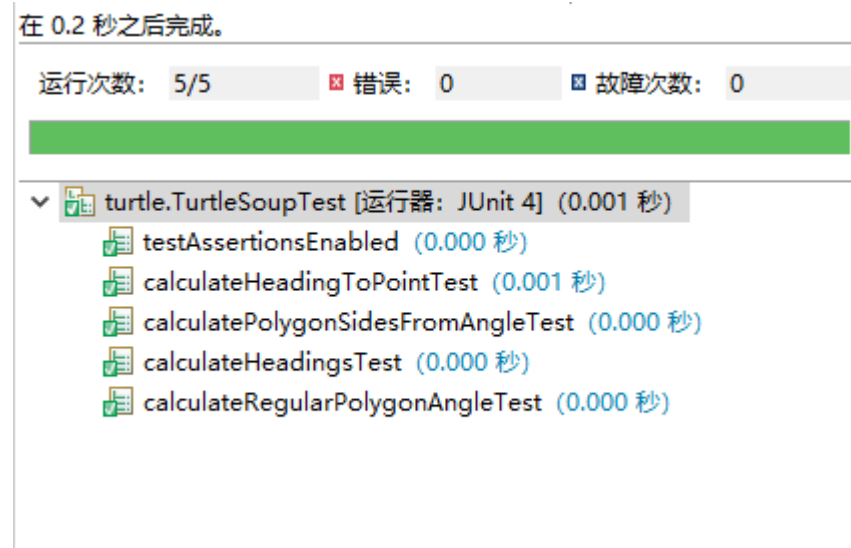 在 0.2 秒之后完成。
运行次数： 5/5 错误： 0 故障次数： 0
turtle.TurtleSoupTest [运行器：JUnit 4] (0.001 秒)
testAssertionsEnabled (0.000 秒)
calculateHeadingToPointTest (0.001 秒)
calculatePolygonSidesFromAngleTest (0.000 秒)
calculateHeadingsTest (0.000 秒)
calculateRegularPolygonAngleTest (0.000 秒)